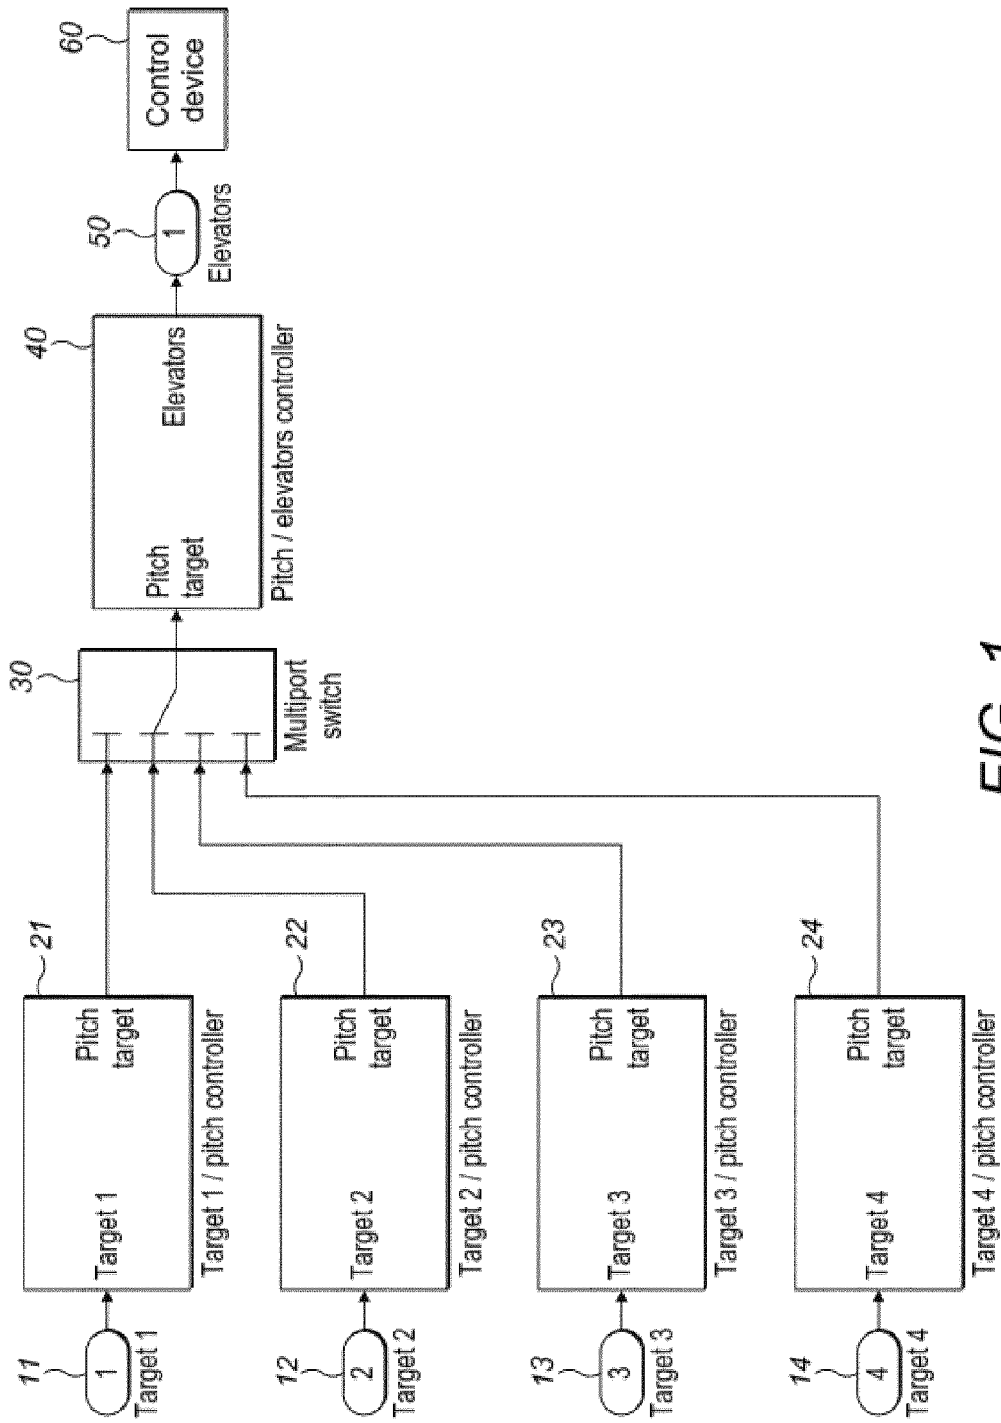 11
1
Target 1
21
Target 1
Pitch
target
Target 1 / pitch controller
12
2
Target 2
22
Target 2
Pitch
target
Target 2 / pitch controller
13
3
Target 3
23
Target 3
Pitch
target
Target 3 / pitch controller
14
4
Target 4
24
Target 4
Pitch
target
Target 4 / pitch controller
30
Multiport
switch
40
Pitch
target
Elevators
Pitch / elevators controller
50
1
Elevators
60
Control
device
FIG. 1